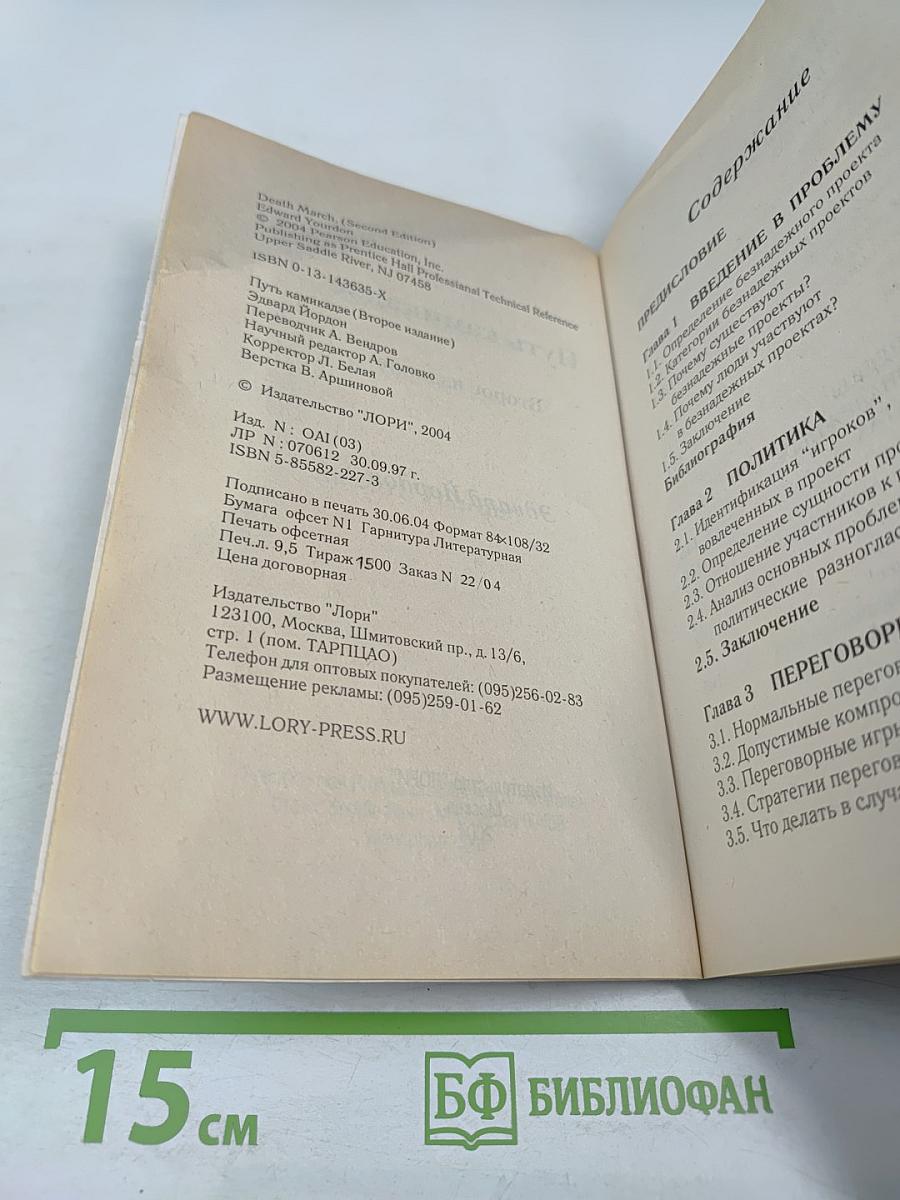 Death March. (Second Edition)
Edward Yourdon
© 2004 Pearson Education, Inc.
Publishing as Prentice Hall Professianal Technical Reference
Upper Saddle River, NJ 07458
ISBN 0-13-143635-X
Путь камикадзе (Второе издание)
Эдвард Йордон
Переводчик А. Вендров
Научный редактор А. Головко
Корректор Л. Белая
Верстка В. Аршиновой
© Издательство "ЛОРИ", 2004
Изд. N : OAI (03)
ЛР N : 070612 30.09.97 г.
ISBN 5-85582-227-3
Подписано в печать 30.06.04 Формат 84×108/32
Бумага офсет N1 Гарнитура Литературная
Печать офсетная
Печ.л. 9,5 Тираж 1500 Заказ N 22/04
Цена договорная
Издательство "Лори"
123100, Москва, Шмитовский пр., д. 13/6,
стр. 1 (пом. ТАРПЦАО)
Телефон для оптовых покупателей: (095)256-02-83
Размещение рекламы: (095)259-01-62
WWW.LORY-PRESS.RU
Содержание
ПРЕДИСЛОВИЕ
Глава 1 ВВЕДЕНИЕ В ПРОБЛЕМУ
1.1. Определение безнадежного проекта
1.2. Категории безнадежных проектов
1.3. Почему существуют
безнадежные проекты?
1.4. Почему люди участвуют
в безнадежных проектах?
1.5. Заключение
Библиография
Глава 2 ПОЛИТИКА
2.1. Идентификация "игроков",
вовлеченных в проект
2.2. Определение сущности про
2.3. Отношение участников к
2.4. Анализ основных пробле
политические разноглас
2.5. Заключение
Глава 3 ПЕРЕГОВОР
3.1. Нормальные перегов
3.2. Допустимые компро
3.3. Переговорные игры
3.4. Стратегии перегов
3.5. Что делать в случа
15 см
БФ БИБЛИОФАН